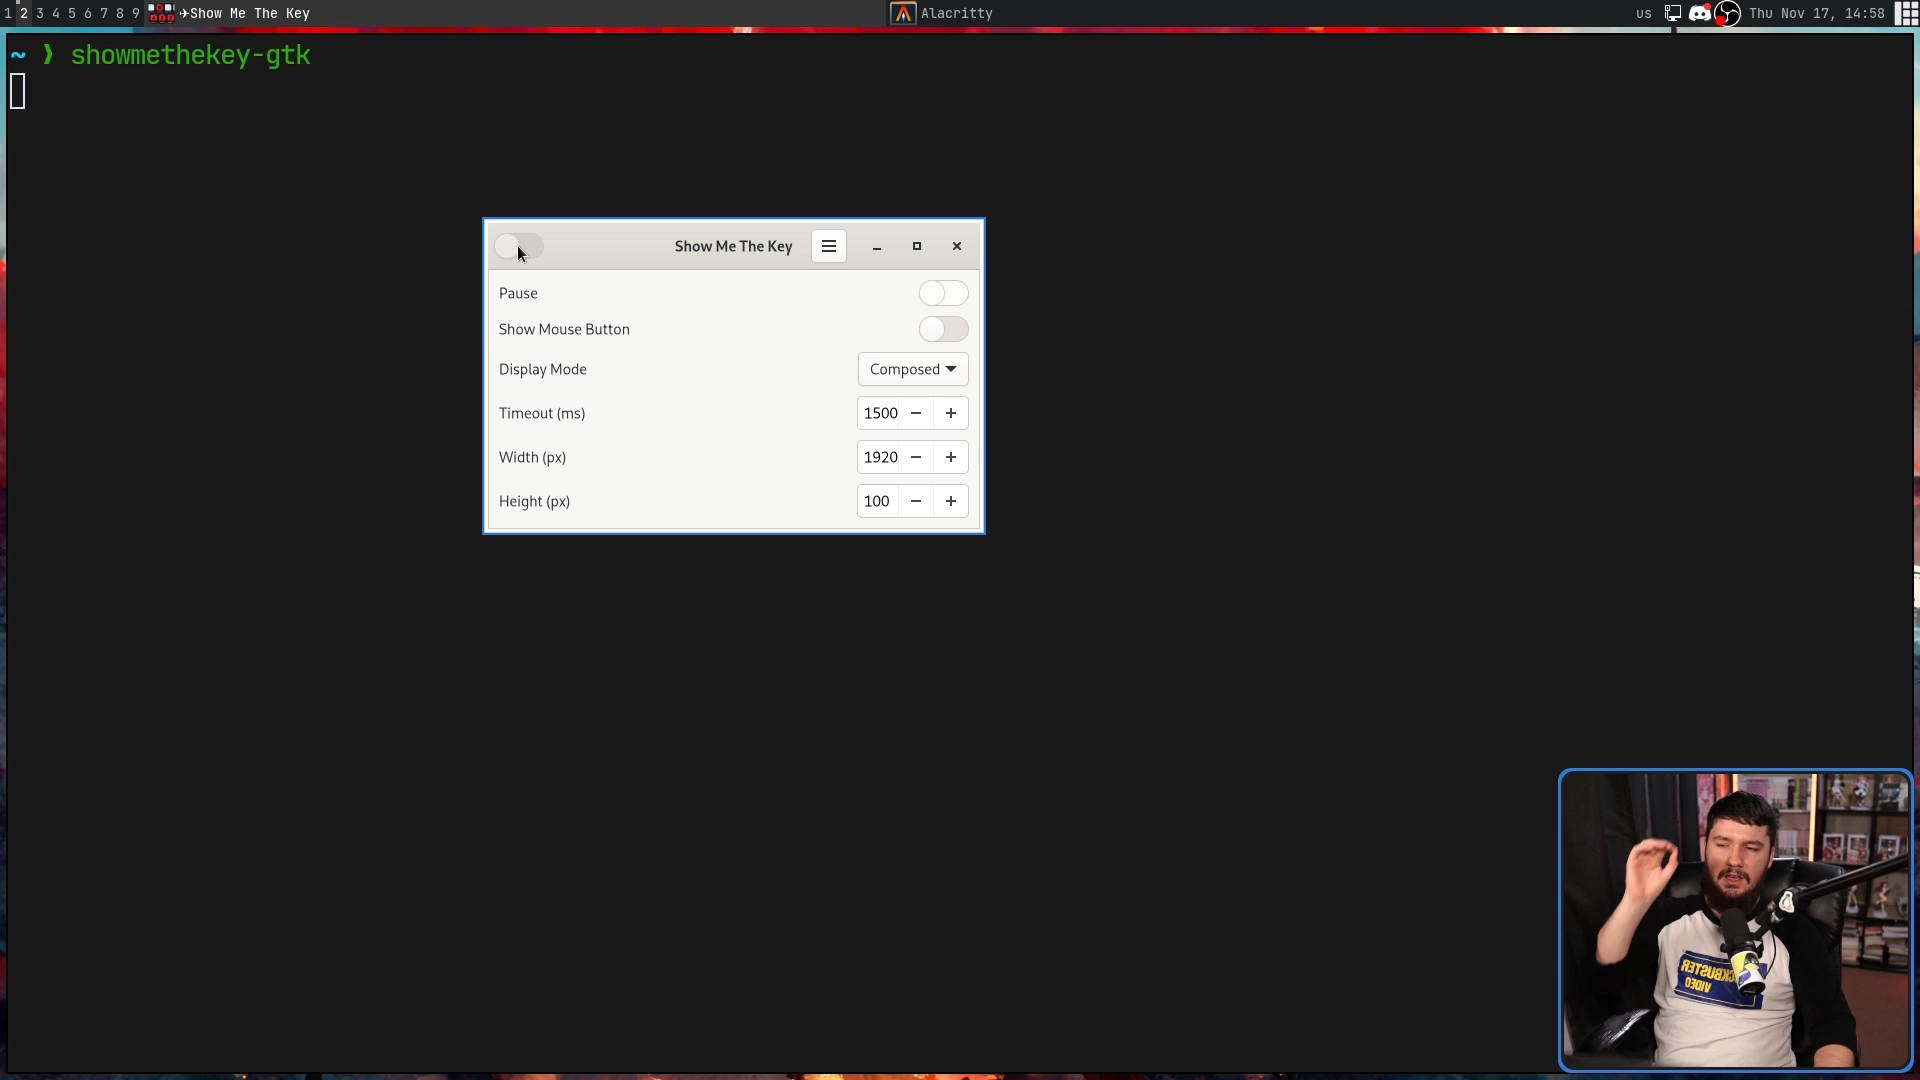 1 2 3 4 5 6 7 8 9 Show Me The Key
Alacritty
us Thu Nov 17, 14:58
~ ❯ showmethekey-gtk
Show Me The Key
Pause
Show Mouse Button
Display Mode Composed
Timeout (ms) 1500 − +
Width (px) 1920 − +
Height (px) 100 − +
VIDEO